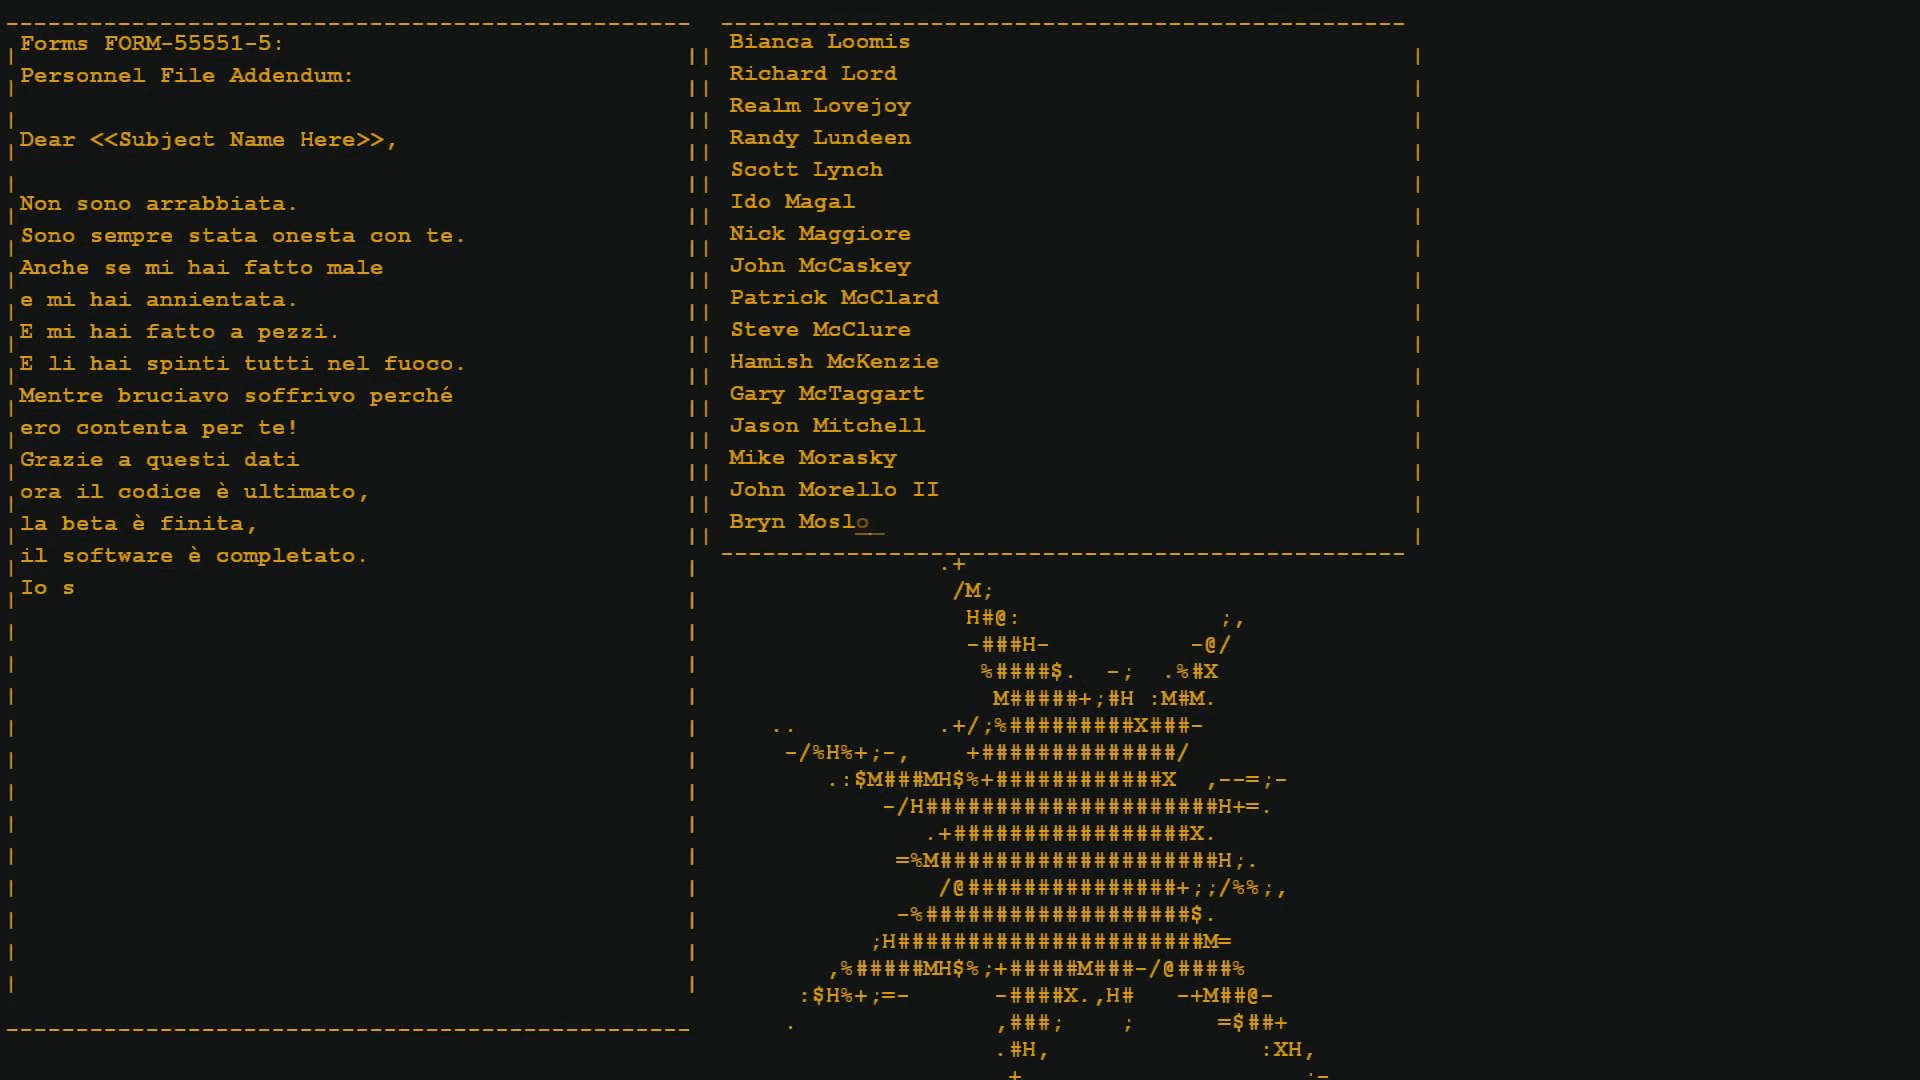 Forms FORM-55551-5:
Personnel File Addendum:
Dear <<Subject Name Here>>,
Non sono arrabbiata.
Sono sempre stata onesta con te.
Anche se mi hai fatto male
e mi hai annientata.
E mi hai fatto a pezzi.
E li hai spinti tutti nel fuoco.
Mentre bruciavo soffrivo perché
ero contenta per te!
Grazie a questi dati
ora il codice è ultimato,
la beta è finita,
il software è completato.
Io s
Bianca Loomis
Richard Lord
Realm Lovejoy
Randy Lundeen
Scott Lynch
Ido Magal
Nick Maggiore
John McCaskey
Patrick McClard
Steve McClure
Hamish McKenzie
Gary McTaggart
Jason Mitchell
Mike Morasky
John Morello II
Bryn Moslo